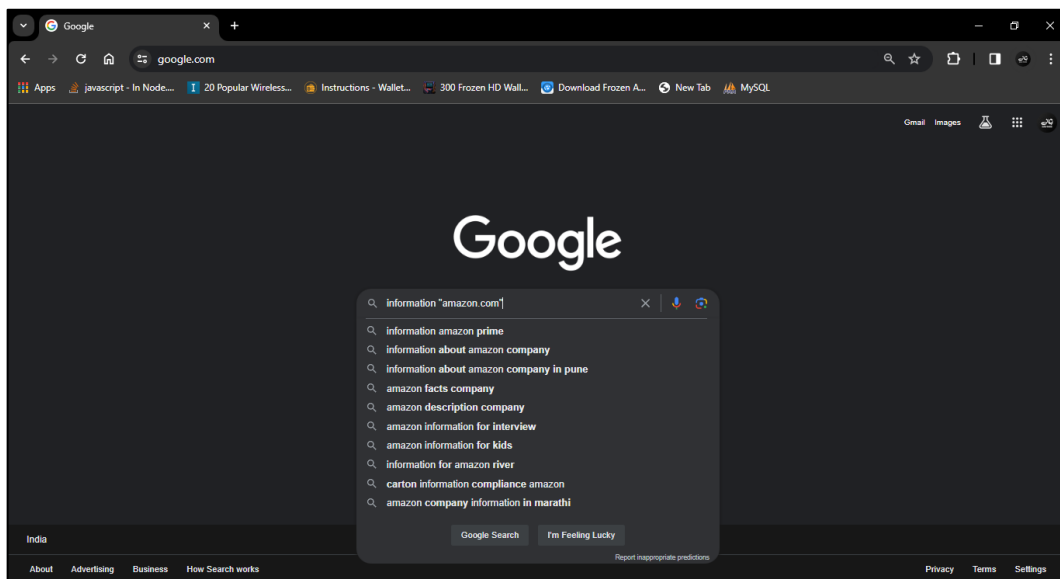 Google
google.com
Apps javascript - In Node.... 20 Popular Wireless... Instructions - Wallet... 300 Frozen HD Wall... Download Frozen A... New Tab MySQL
Gmail Images
Google
information "amazon.com"
information amazon prime
information about amazon company
information about amazon company in pune
amazon facts company
amazon description company
amazon information for interview
amazon information for kids
information for amazon river
carton information compliance amazon
amazon company information in marathi
Google Search I'm Feeling Lucky
Report inappropriate predictions
India
About Advertising Business How Search works Privacy Terms Settings